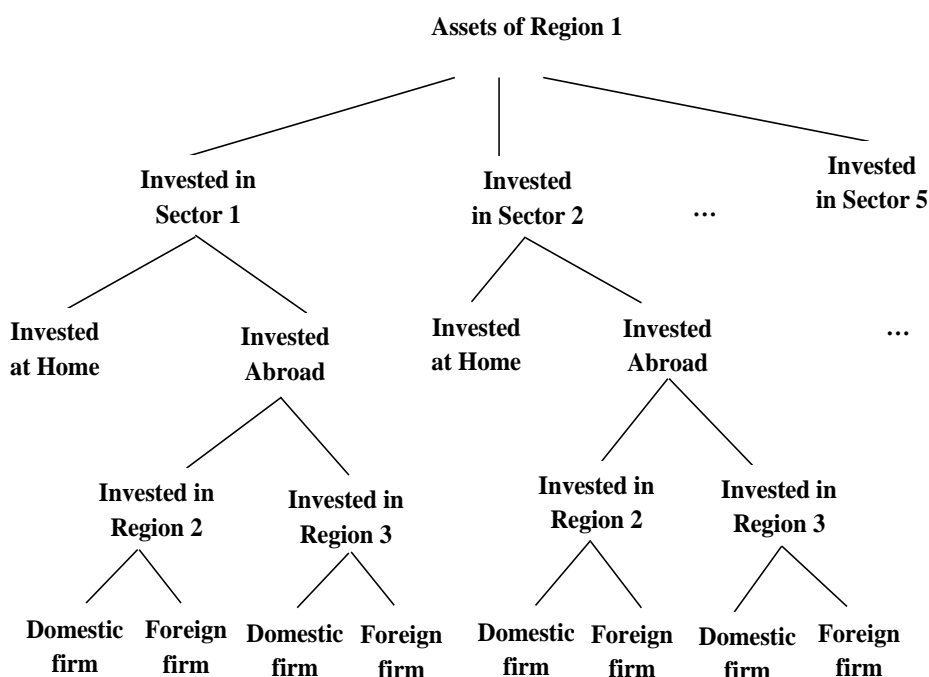 Assets of Region 1
Invested in
Sector 1
Invested
in Sector 2
...
Invested
in Sector 5
Invested
at Home
Invested
Abroad
Invested
at Home
Invested
Abroad
...
Invested in
Region 2
Invested in
Region 3
Invested in
Region 2
Invested in
Region 3
Domestic
firm
Foreign
firm
Domestic
firm
Foreign
firm
Domestic
firm
Foreign
firm
Domestic
firm
Foreign
firm